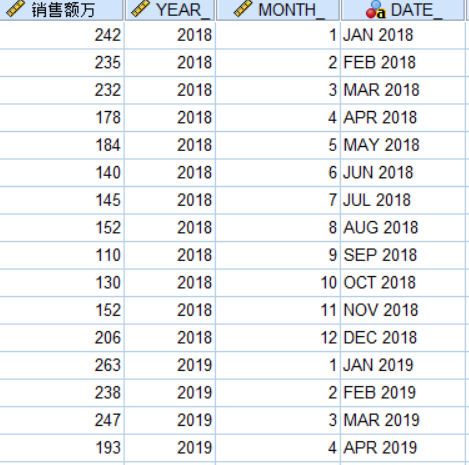 销售额万 YEAR_ MONTH_ DATE_
242 2018 1 JAN 2018
235 2018 2 FEB 2018
232 2018 3 MAR 2018
178 2018 4 APR 2018
184 2018 5 MAY 2018
140 2018 6 JUN 2018
145 2018 7 JUL 2018
152 2018 8 AUG 2018
110 2018 9 SEP 2018
130 2018 10 OCT 2018
152 2018 11 NOV 2018
206 2018 12 DEC 2018
263 2019 1 JAN 2019
238 2019 2 FEB 2019
247 2019 3 MAR 2019
193 2019 4 APR 2019